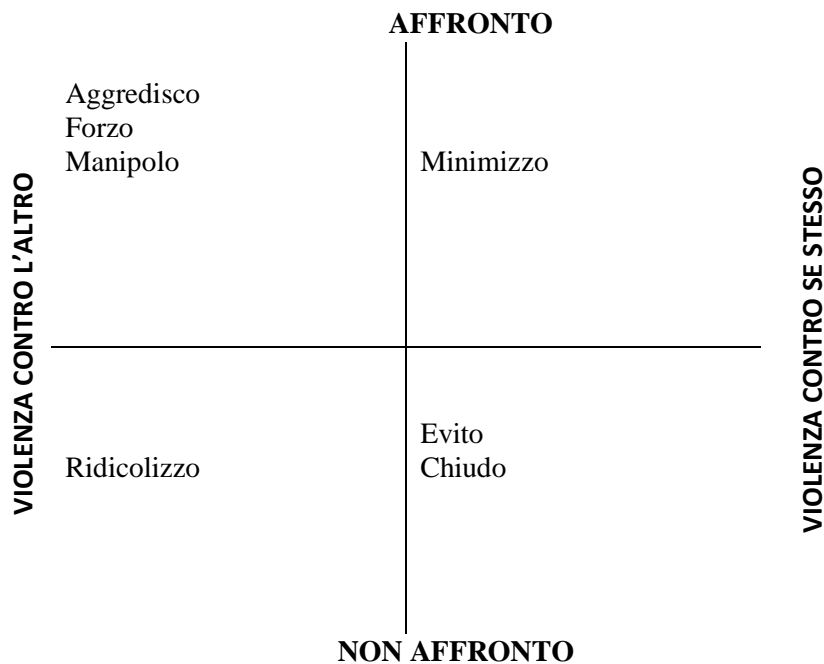 AFFRONTO
Aggredisco
Forzo
Manipolo
Minimizzo
VIOLENZA CONTRO L’ALTRO
VIOLENZA CONTRO SE STESSO
Ridicolizzo
Evito
Chiudo
NON AFFRONTO